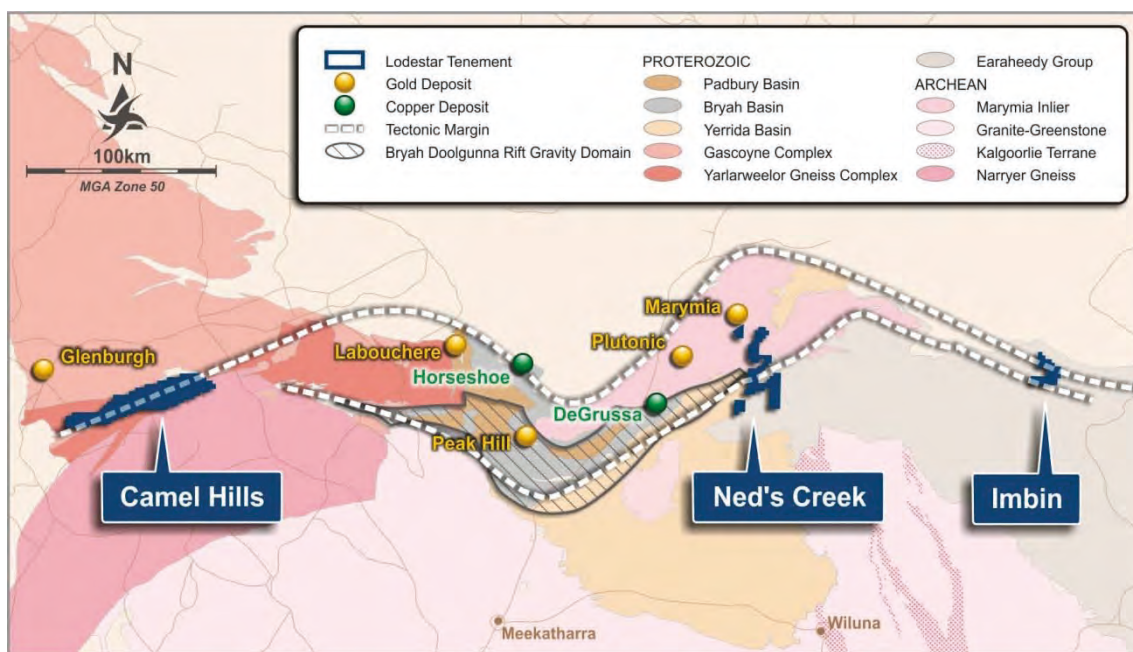 N
100km
MGA Zone 50
Lodestar Tenement
Gold Deposit
Copper Deposit
Tectonic Margin
Bryah Doolgunna Rift Gravity Domain
PROTEROZOIC
Padbury Basin
Bryah Basin
Yerrida Basin
Gascoyne Complex
Yarlarweelor Gneiss Complex
Earaheedy Group
ARCHEAN
Marymia Inlier
Granite-Greenstone
Kalgoorlie Terrane
Narryer Gneiss
Glenburgh
Labouchere
Horseshoe
Marymia
Plutonic
DeGrussa
Peak Hill
Camel Hills
Ned's Creek
Imbin
Meekatharra
Wiluna